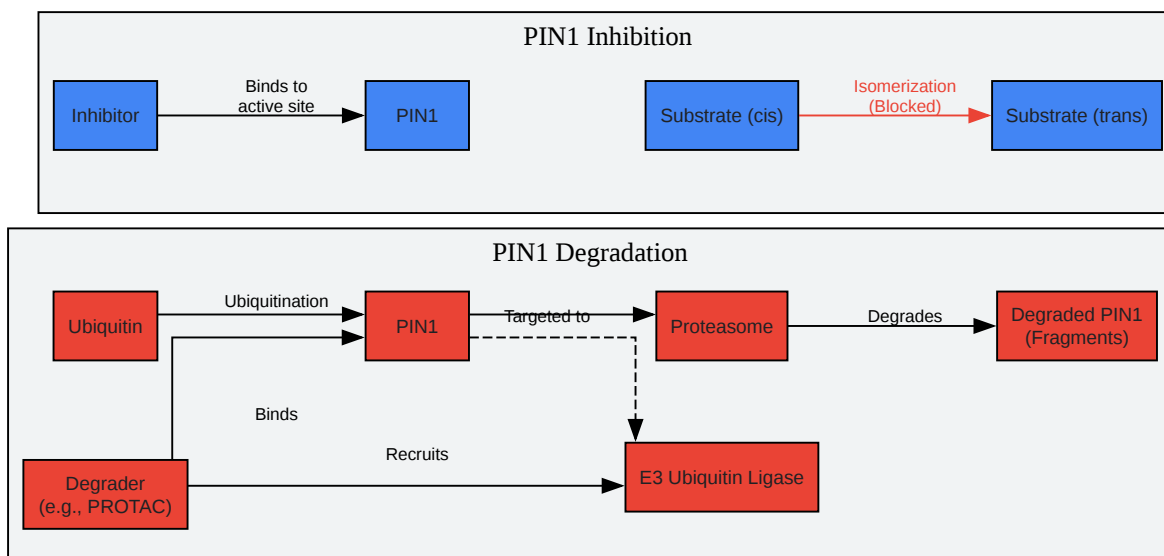 PIN1 Inhibition
Inhibitor
Binds to
active site
PIN1
Substrate (cis)
Isomerization
(Blocked)
Substrate (trans)
PIN1 Degradation
Ubiquitin
Ubiquitination
PIN1
Targeted to
Proteasome
Degrades
Degraded PIN1
(Fragments)
Binds
Degrader
(e.g., PROTAC)
Recruits
E3 Ubiquitin Ligase